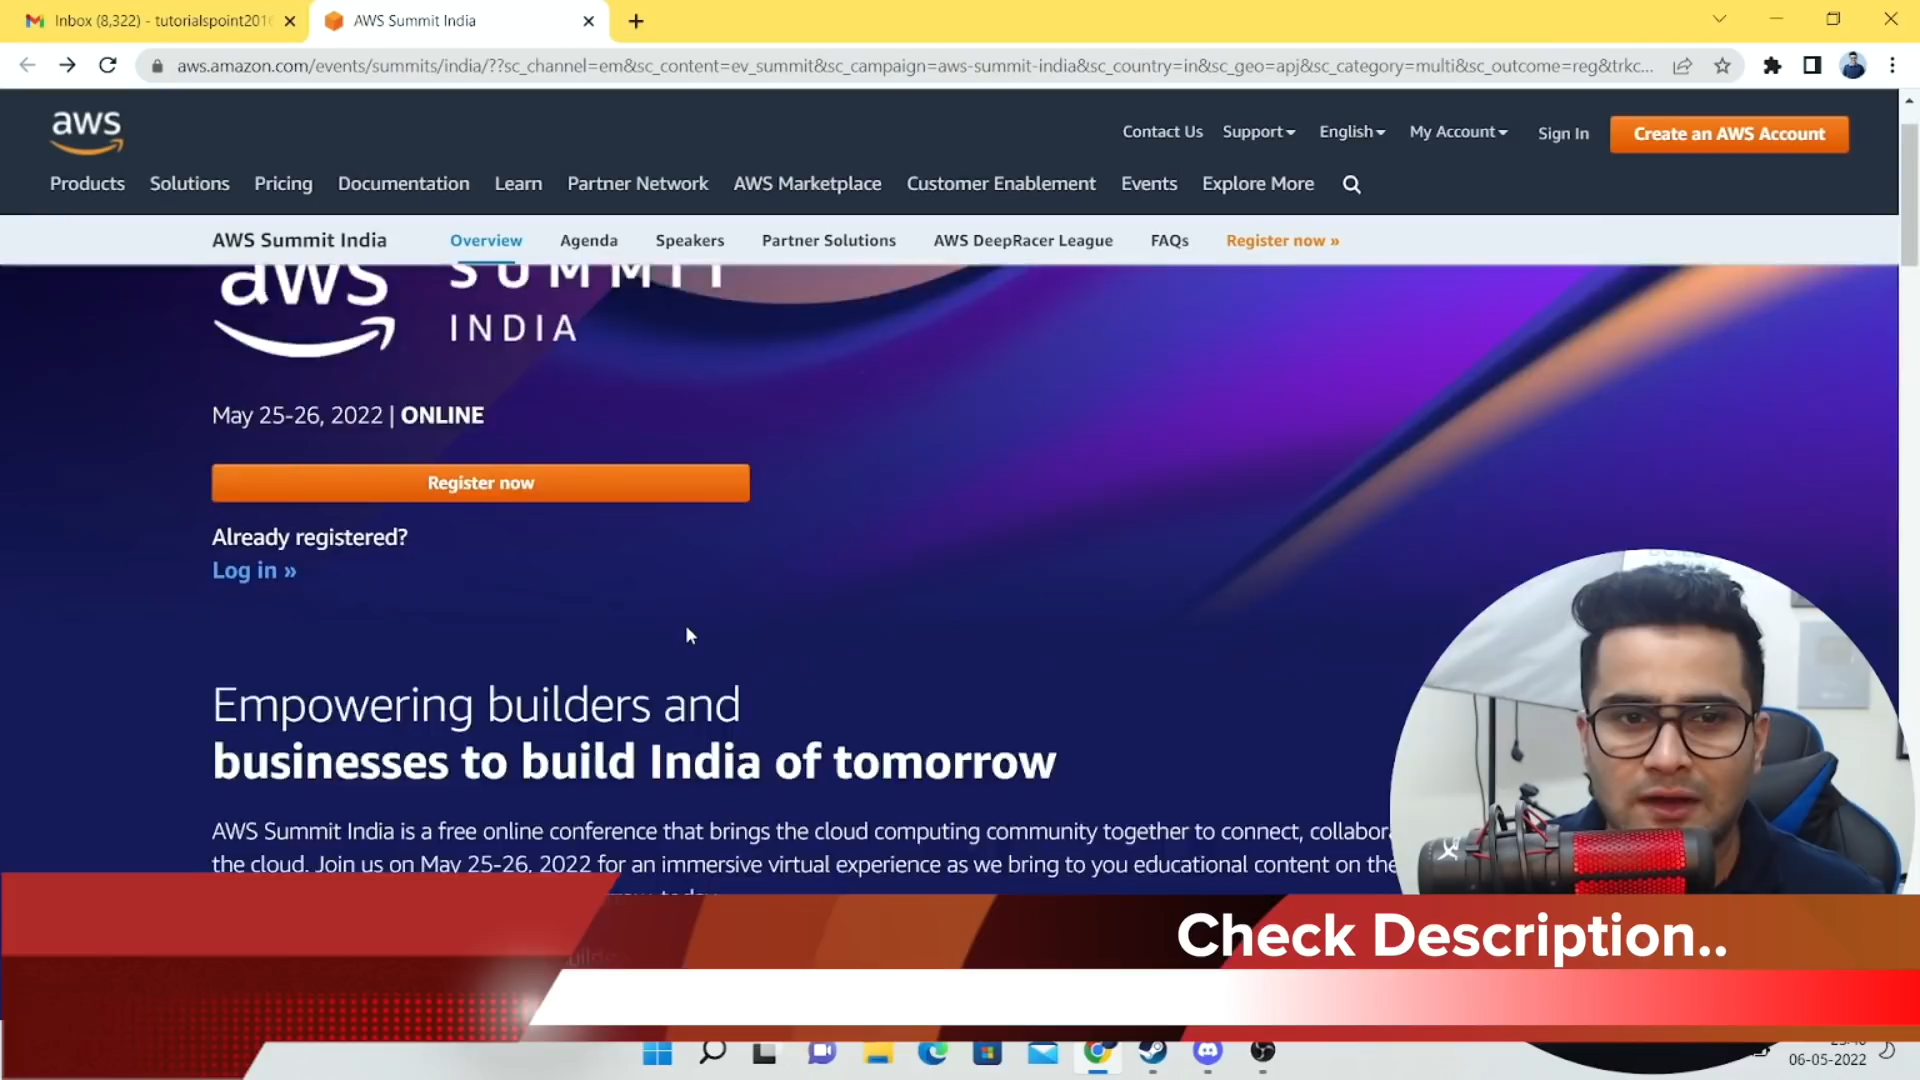 Inbox (8,322) - tutorialspoint201
AWS Summit India
aws.amazon.com/events/summits/india/??sc_channel=em&sc_content=ev_summit&sc_campaign=aws-summit-india&sc_country=in&sc_geo=apj&sc_category=multi&sc_outcome=reg&trkc...
aws
Contact Us Support English My Account Sign In Create an AWS Account
Products Solutions Pricing Documentation Learn Partner Network AWS Marketplace Customer Enablement Events Explore More
AWS Summit India Overview Agenda Speakers Partner Solutions AWS DeepRacer League FAQs Register now »
aws SUMMIT
INDIA
May 25-26, 2022 | ONLINE
Register now
Already registered?
Log in »
Empowering builders and
businesses to build India of tomorrow
AWS Summit India is a free online conference that brings the cloud computing community together to connect, collabora
the cloud. Join us on May 25-26, 2022 for an immersive virtual experience as we bring to you educational content on the
today
Check Description..
06-05-2022